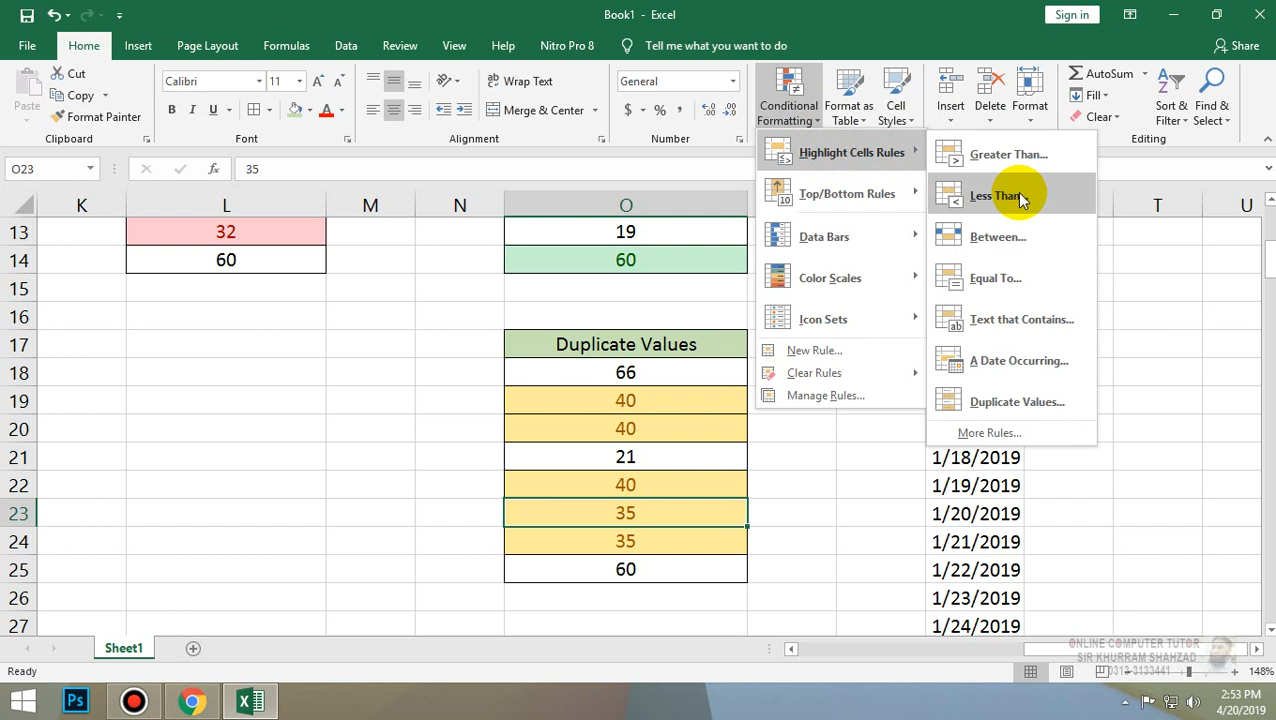 Book1 - Excel
Sign in
File Home Insert Page Layout Formulas Data Review View Help Nitro Pro 8 Tell me what you want to do Share
Paste
Cut
Copy
Format Painter
Clipboard
Calibri 11
B I U
Font
Wrap Text
Merge & Center
Alignment
General
$ % ,
Conditional Formatting
Format as Table
Cell Styles
Insert
Delete
Format
AutoSum
Fill
Clear
Sort & Filter
Find & Select
Editing
O23 fx 35
Highlight Cells Rules
Top/Bottom Rules
Data Bars
Color Scales
Icon Sets
New Rule...
Clear Rules
Manage Rules...
Greater Than...
Less Than...
Between...
Equal To...
Text that Contains...
A Date Occurring...
Duplicate Values...
More Rules...
K L M N O T U
13 32 19
14 60 60
15
16
17 Duplicate Values
18 66
19 40
20 40
21 21 1/18/2019
22 40 1/19/2019
23 35 1/20/2019
24 35 1/21/2019
25 60 1/22/2019
26 1/23/2019
27 1/24/2019
Sheet1
ONLINE COMPUTER TUTOR
SIR KHURRAM SHAHZAD
Ready
148%
Ps
2:53 PM
4/20/2019